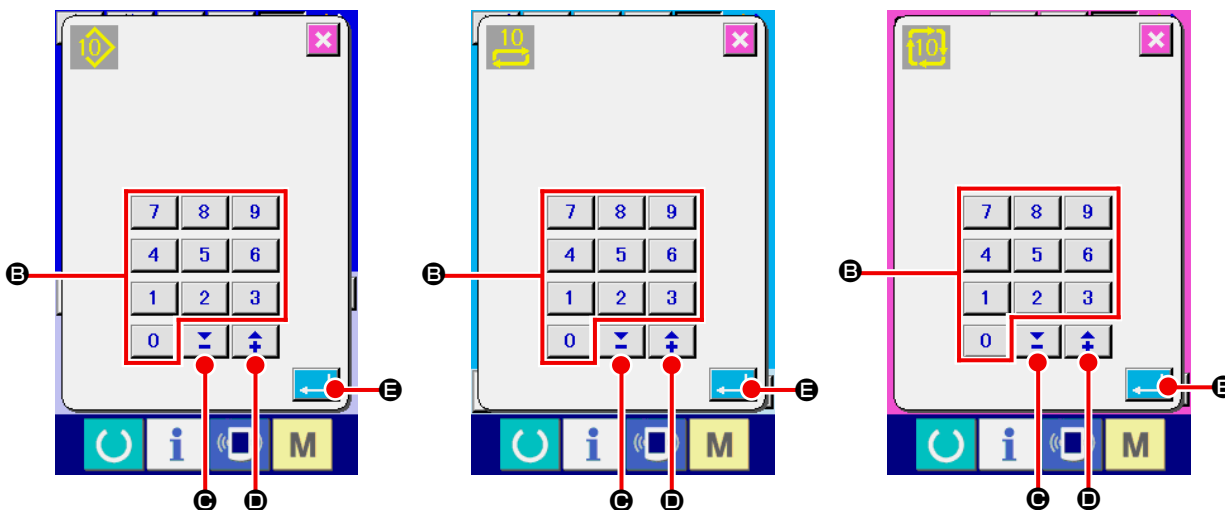 10 10 10
7 8 9 7 8 9 7 8 9
B 4 5 6 B 4 5 6 B 4 5 6
1 2 3 1 2 3 1 2 3
0 − + 0 − + 0 − +
E E E
i M i M i M
C D C D C D